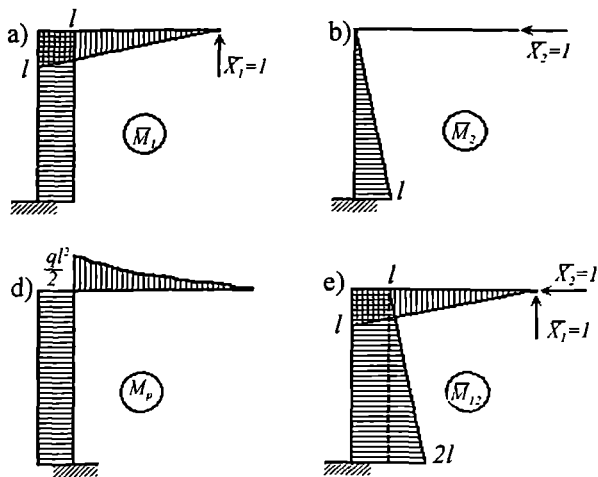 a)
l
l
X̄₁=1
M̄₁
b)
X̄₂=1
M̄₂
l
d)
ql²/2
Mₚ
e)
l
l
X̄₂=1
X̄₁=1
M̄₁₂
2l